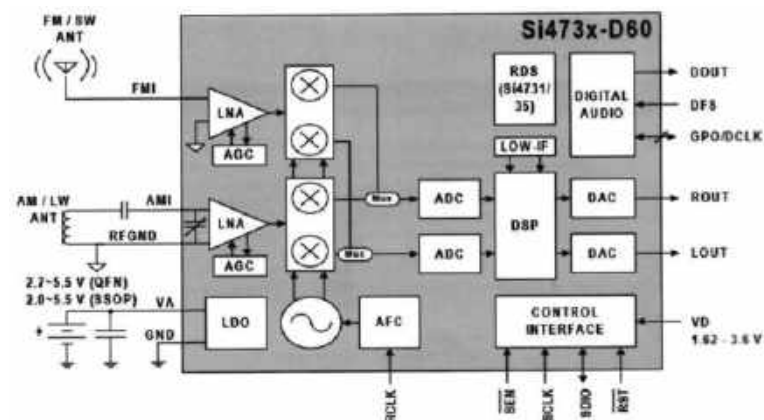 Si473x-D60
FM / SW
ANT
FMI
LNA
AGC
RDS
(Si4731/
35)
DIGITAL
AUDIO
DOUT
DFS
GPO/DCLK
LOW-IF
AM / LW
ANT
AMI
RFGND
LNA
AGC
Mux
Mux
ADC
ADC
DSP
DAC
DAC
ROUT
LOUT
2.7~5.5 V (QFN)
2.0~5.5 V (SSOP)
VA
GND
LDO
AFC
CONTROL
INTERFACE
VD
1.62 - 3.6 V
RCLK
SEN
SCLK
SDIO
RST